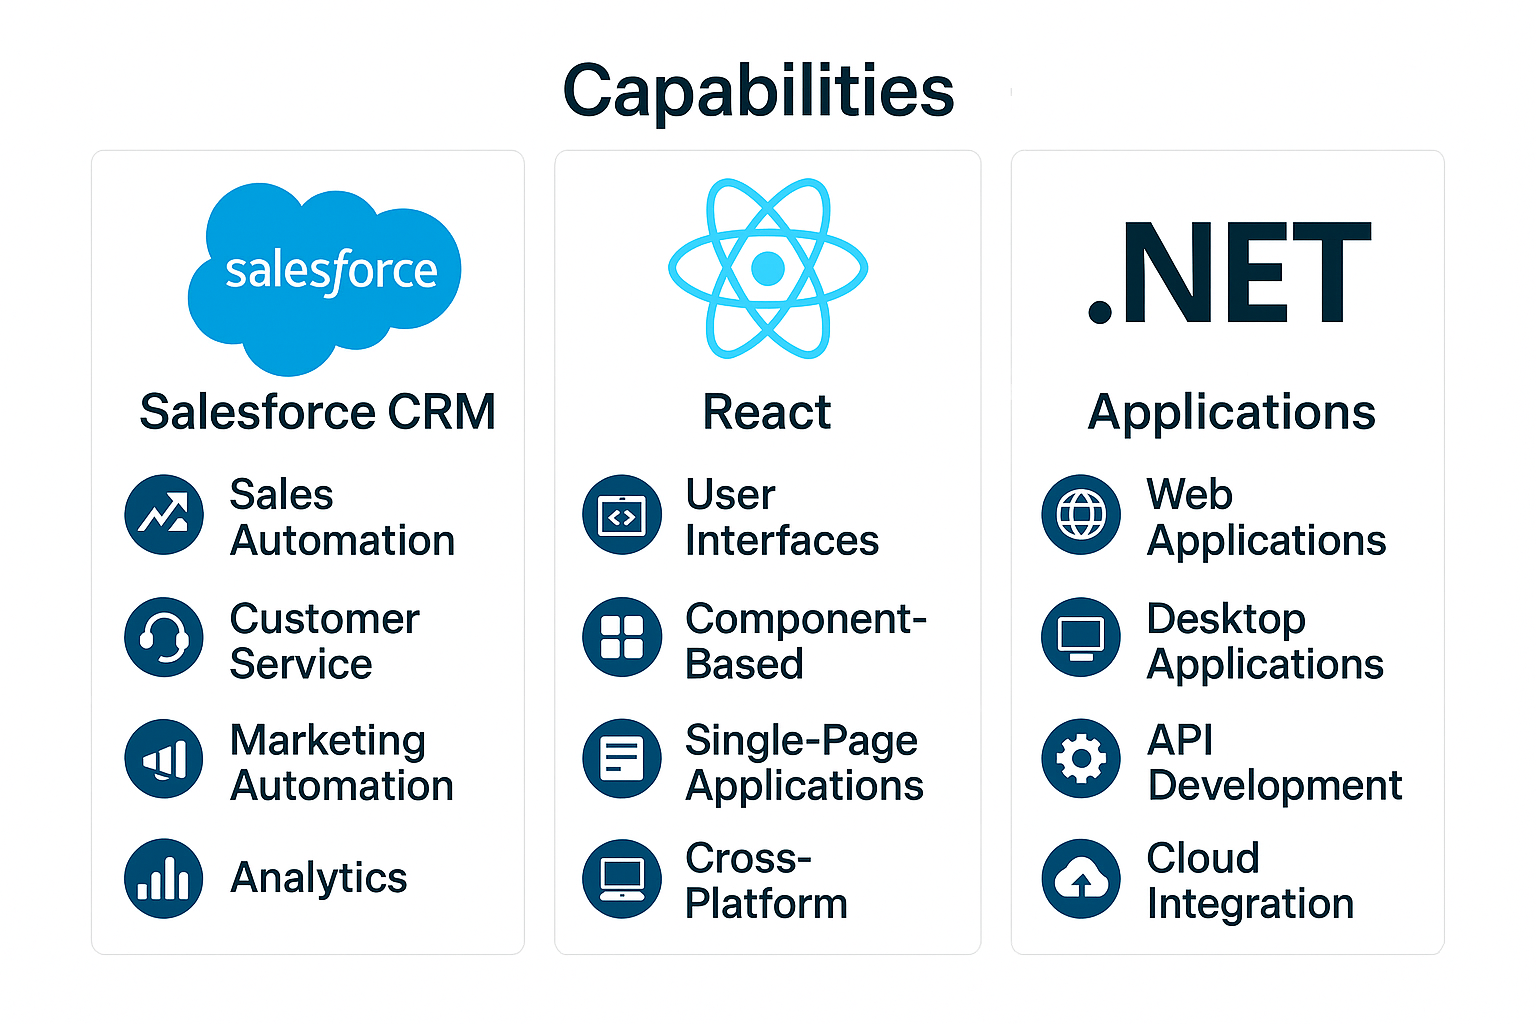 Capabilities
salesforce
Salesforce CRM
Sales
Automation
Customer
Service
Marketing
Automation
Analytics
React
User
Interfaces
Component-
Based
Single-Page
Applications
Cross-
Platform
.NET
Applications
Web
Applications
Desktop
Applications
API
Development
Cloud
Integration